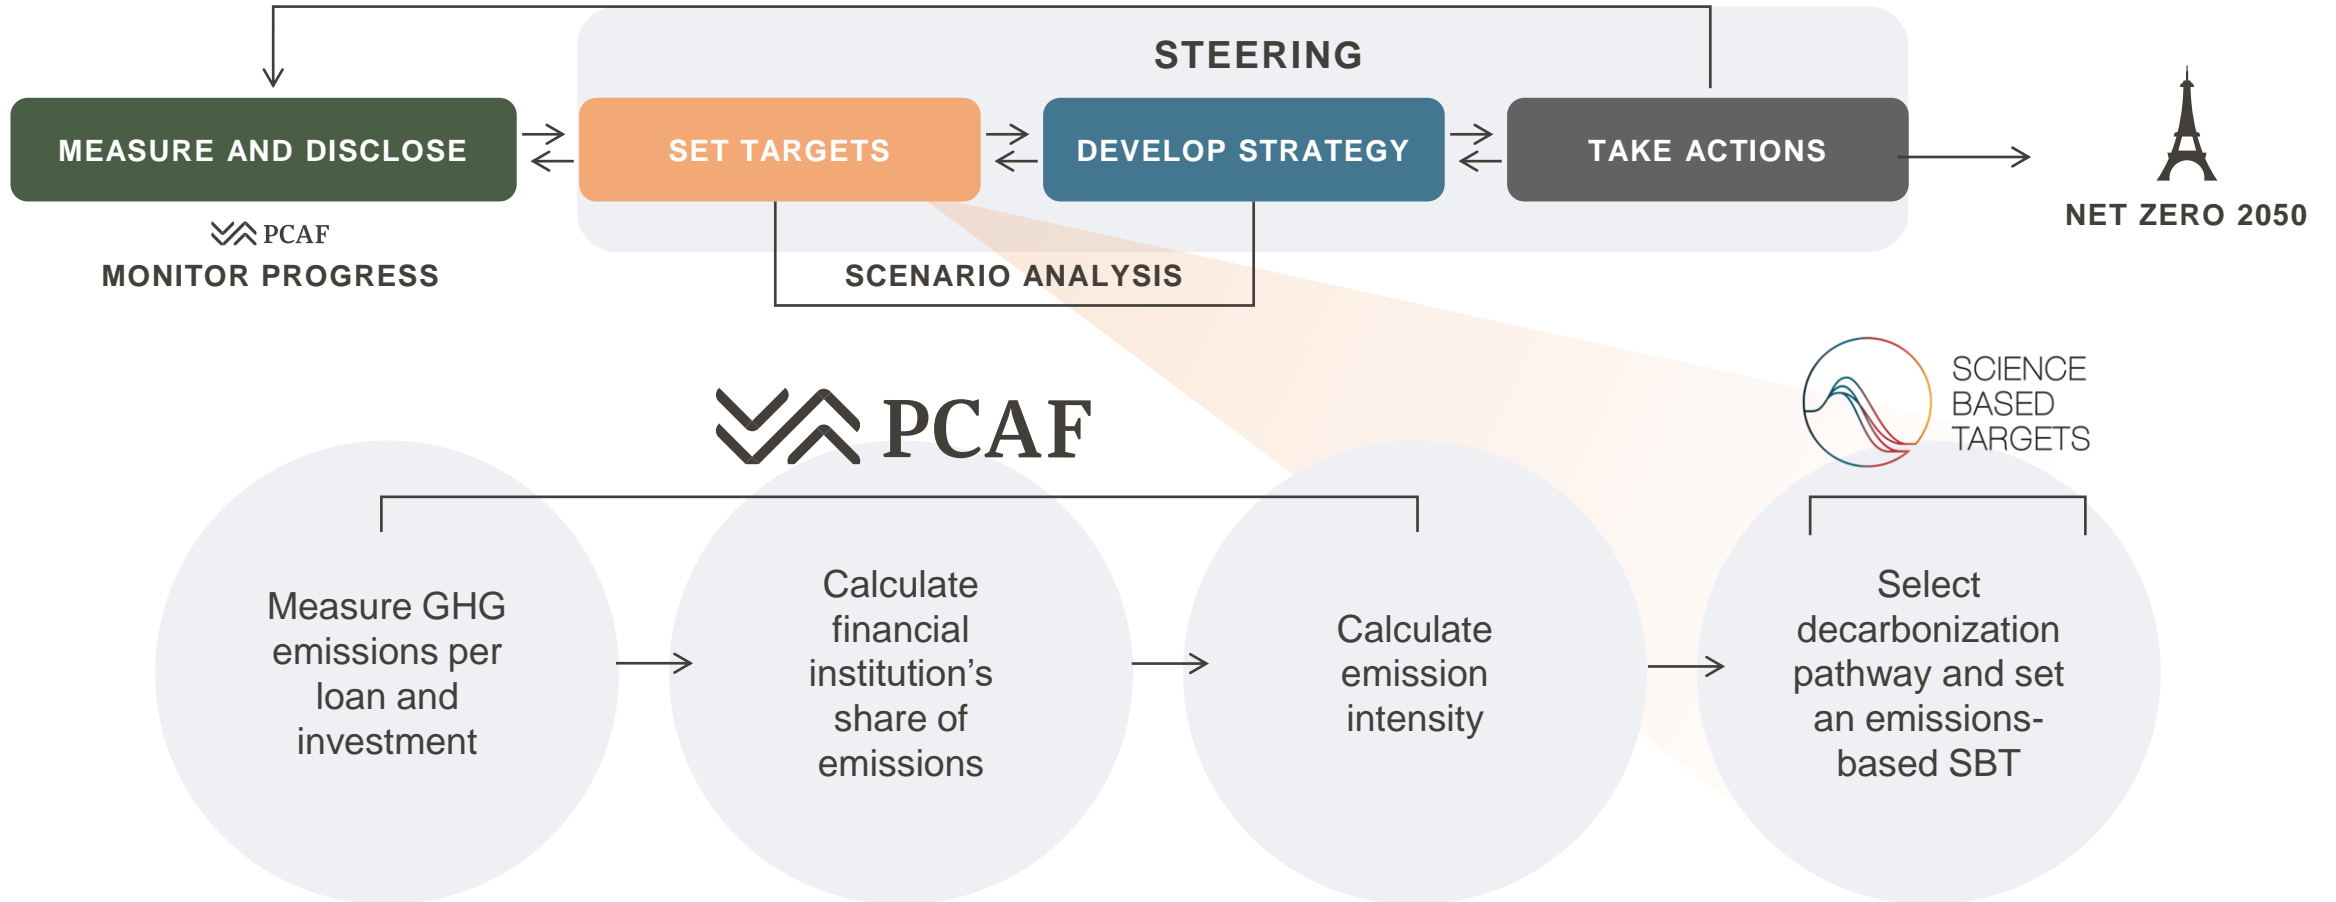 STEERING
MEASURE AND DISCLOSE
SET TARGETS
DEVELOP STRATEGY
TAKE ACTIONS
PCAF
MONITOR PROGRESS
SCENARIO ANALYSIS
NET ZERO 2050
PCAF
SCIENCE
BASED
TARGETS
Measure GHG
emissions per
loan and
investment
Calculate
financial
institution’s
share of
emissions
Calculate
emission
intensity
Select
decarbonization
pathway and set
an emissions-
based SBT